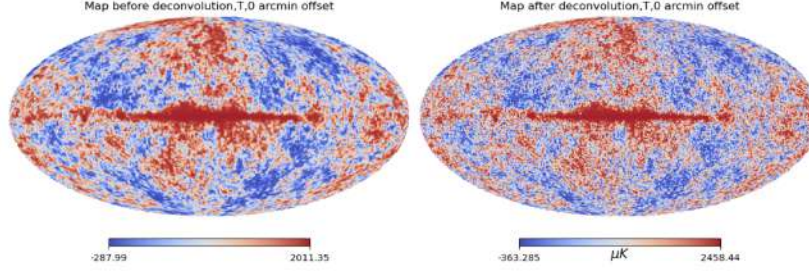 Map before deconvolution,T,0 arcmin offset
Map after deconvolution,T,0 arcmin offset
-287.99 2011.35
-363.285 μK 2458.44